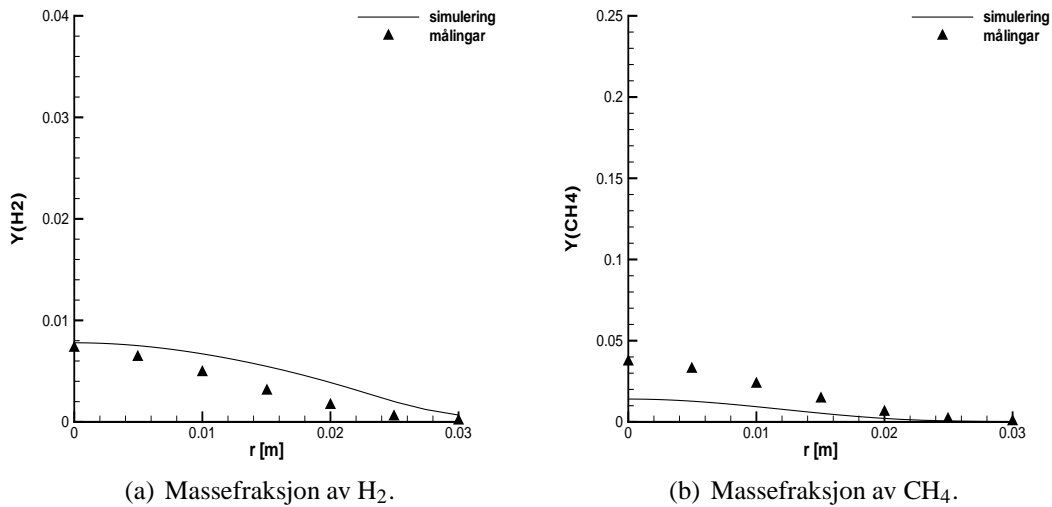 simulering
målingar
0.04
0.03
0.02
0.01
0
Y(H2)
0
0.01
0.02
0.03
r [m]
(a) Massefraksjon av H₂.
simulering
målingar
0.25
0.2
0.15
0.1
0.05
0
Y(CH4)
0
0.01
0.02
0.03
r [m]
(b) Massefraksjon av CH₄.